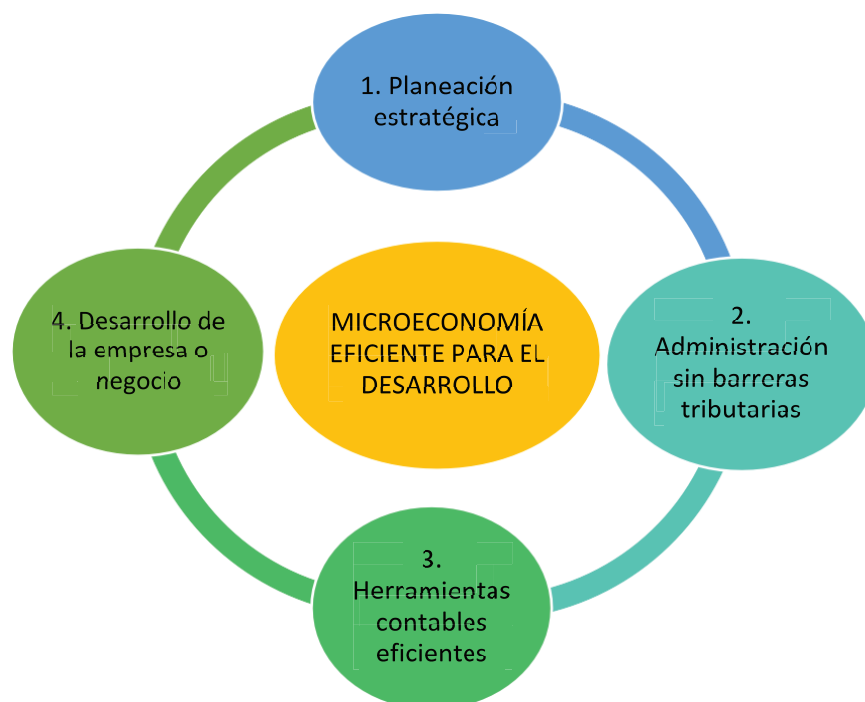 1. Planeación
estratégica
2.
Administración
sin barreras
tributarias
3.
Herramientas
contables
eficientes
4. Desarrollo de
la empresa o
negocio
MICROECONOMÍA
EFICIENTE PARA EL
DESARROLLO